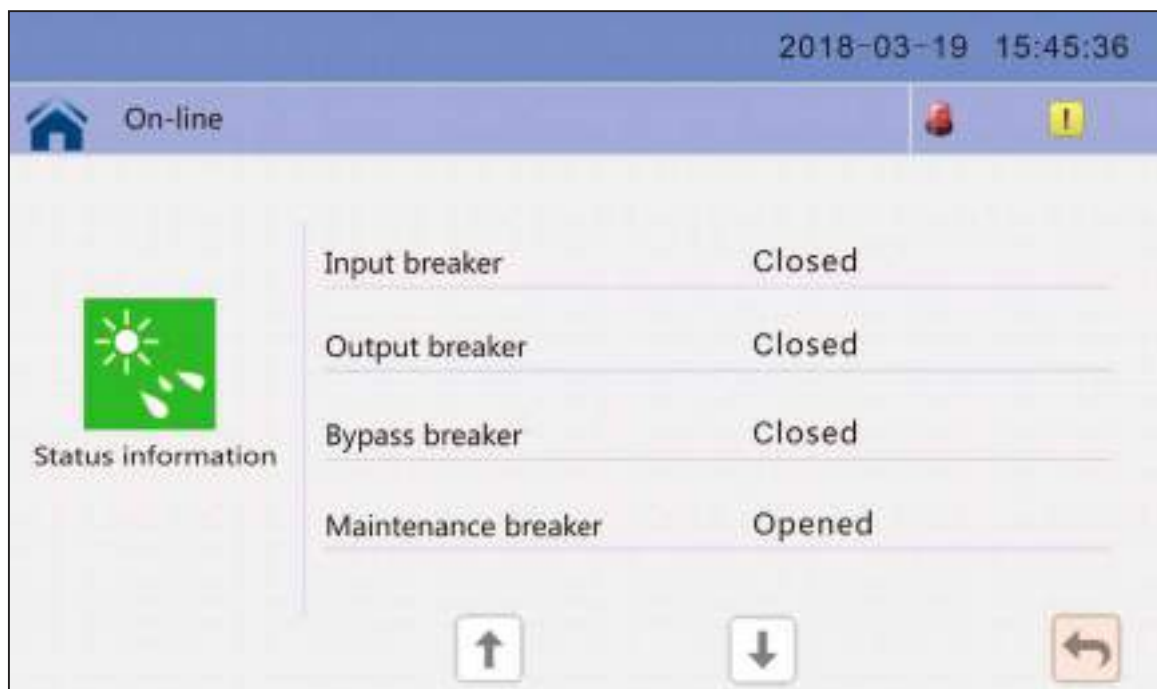 2018-03-19 15:45:36
On-line
!
Input breaker Closed
Output breaker Closed
Bypass breaker Closed
Status information
Maintenance breaker Opened